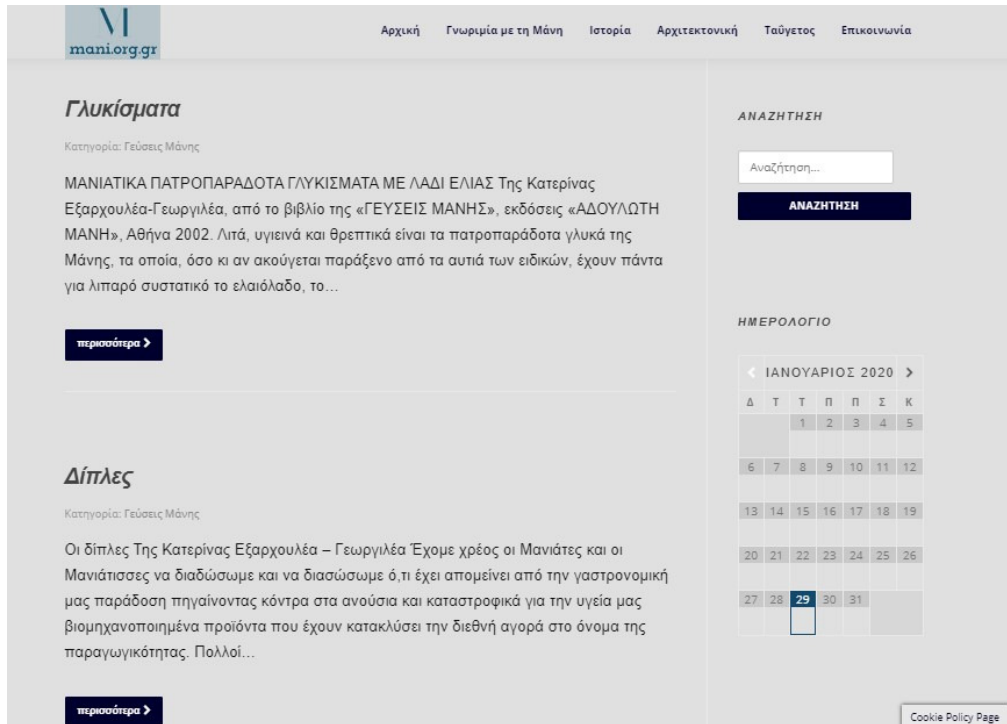 M
mani.org.gr
Αρχική Γνωριμία με τη Μάνη Ιστορία Αρχιτεκτονική Ταΰγετος Επικοινωνία
Γλυκίσματα
Κατηγορία: Γεύσεις Μάνης
ΜΑΝΙΑΤΙΚΑ ΠΑΤΡΟΠΑΡΑΔΟΤΑ ΓΛΥΚΙΣΜΑΤΑ ΜΕ ΛΑΔΙ ΕΛΙΑΣ Της Κατερίνας
Εξαρχουλέα-Γεωργιλέα, από το βιβλίο της «ΓΕΥΣΕΙΣ ΜΑΝΗΣ», εκδόσεις «ΑΔΟΥΛΩΤΗ
ΜΑΝΗ», Αθήνα 2002. Λιτά, υγιεινά και θρεπτικά είναι τα πατροπαράδοτα γλυκά της
Μάνης, τα οποία, όσο κι αν ακούγεται παράξενο από τα αυτιά των ειδικών, έχουν πάντα
για λιπαρό συστατικό το ελαιόλαδο, το…
περισσότερα
Δίπλες
Κατηγορία: Γεύσεις Μάνης
Οι δίπλες Της Κατερίνας Εξαρχουλέα – Γεωργιλέα Έχομε χρέος οι Μανιάτες και οι
Μανιάτισσες να διαδώσωμε και να διασώσωμε ό,τι έχει απομείνει από την γαστρονομική
μας παράδοση πηγαίνοντας κόντρα στα ανούσια και καταστροφικά για την υγεία μας
βιομηχανοποιημένα προϊόντα που έχουν κατακλύσει την διεθνή αγορά στο όνομα της
παραγωγικότητας. Πολλοί…
περισσότερα
ΑΝΑΖΗΤΗΣΗ
Αναζήτηση...
ΑΝΑΖΗΤΗΣΗ
ΗΜΕΡΟΛΟΓΙΟ
ΙΑΝΟΥΑΡΙΟΣ 2020
Δ Τ Τ Π Π Σ Κ
1 2 3 4 5
6 7 8 9 10 11 12
13 14 15 16 17 18 19
20 21 22 23 24 25 26
27 28 29 30 31
Cookie Policy Page